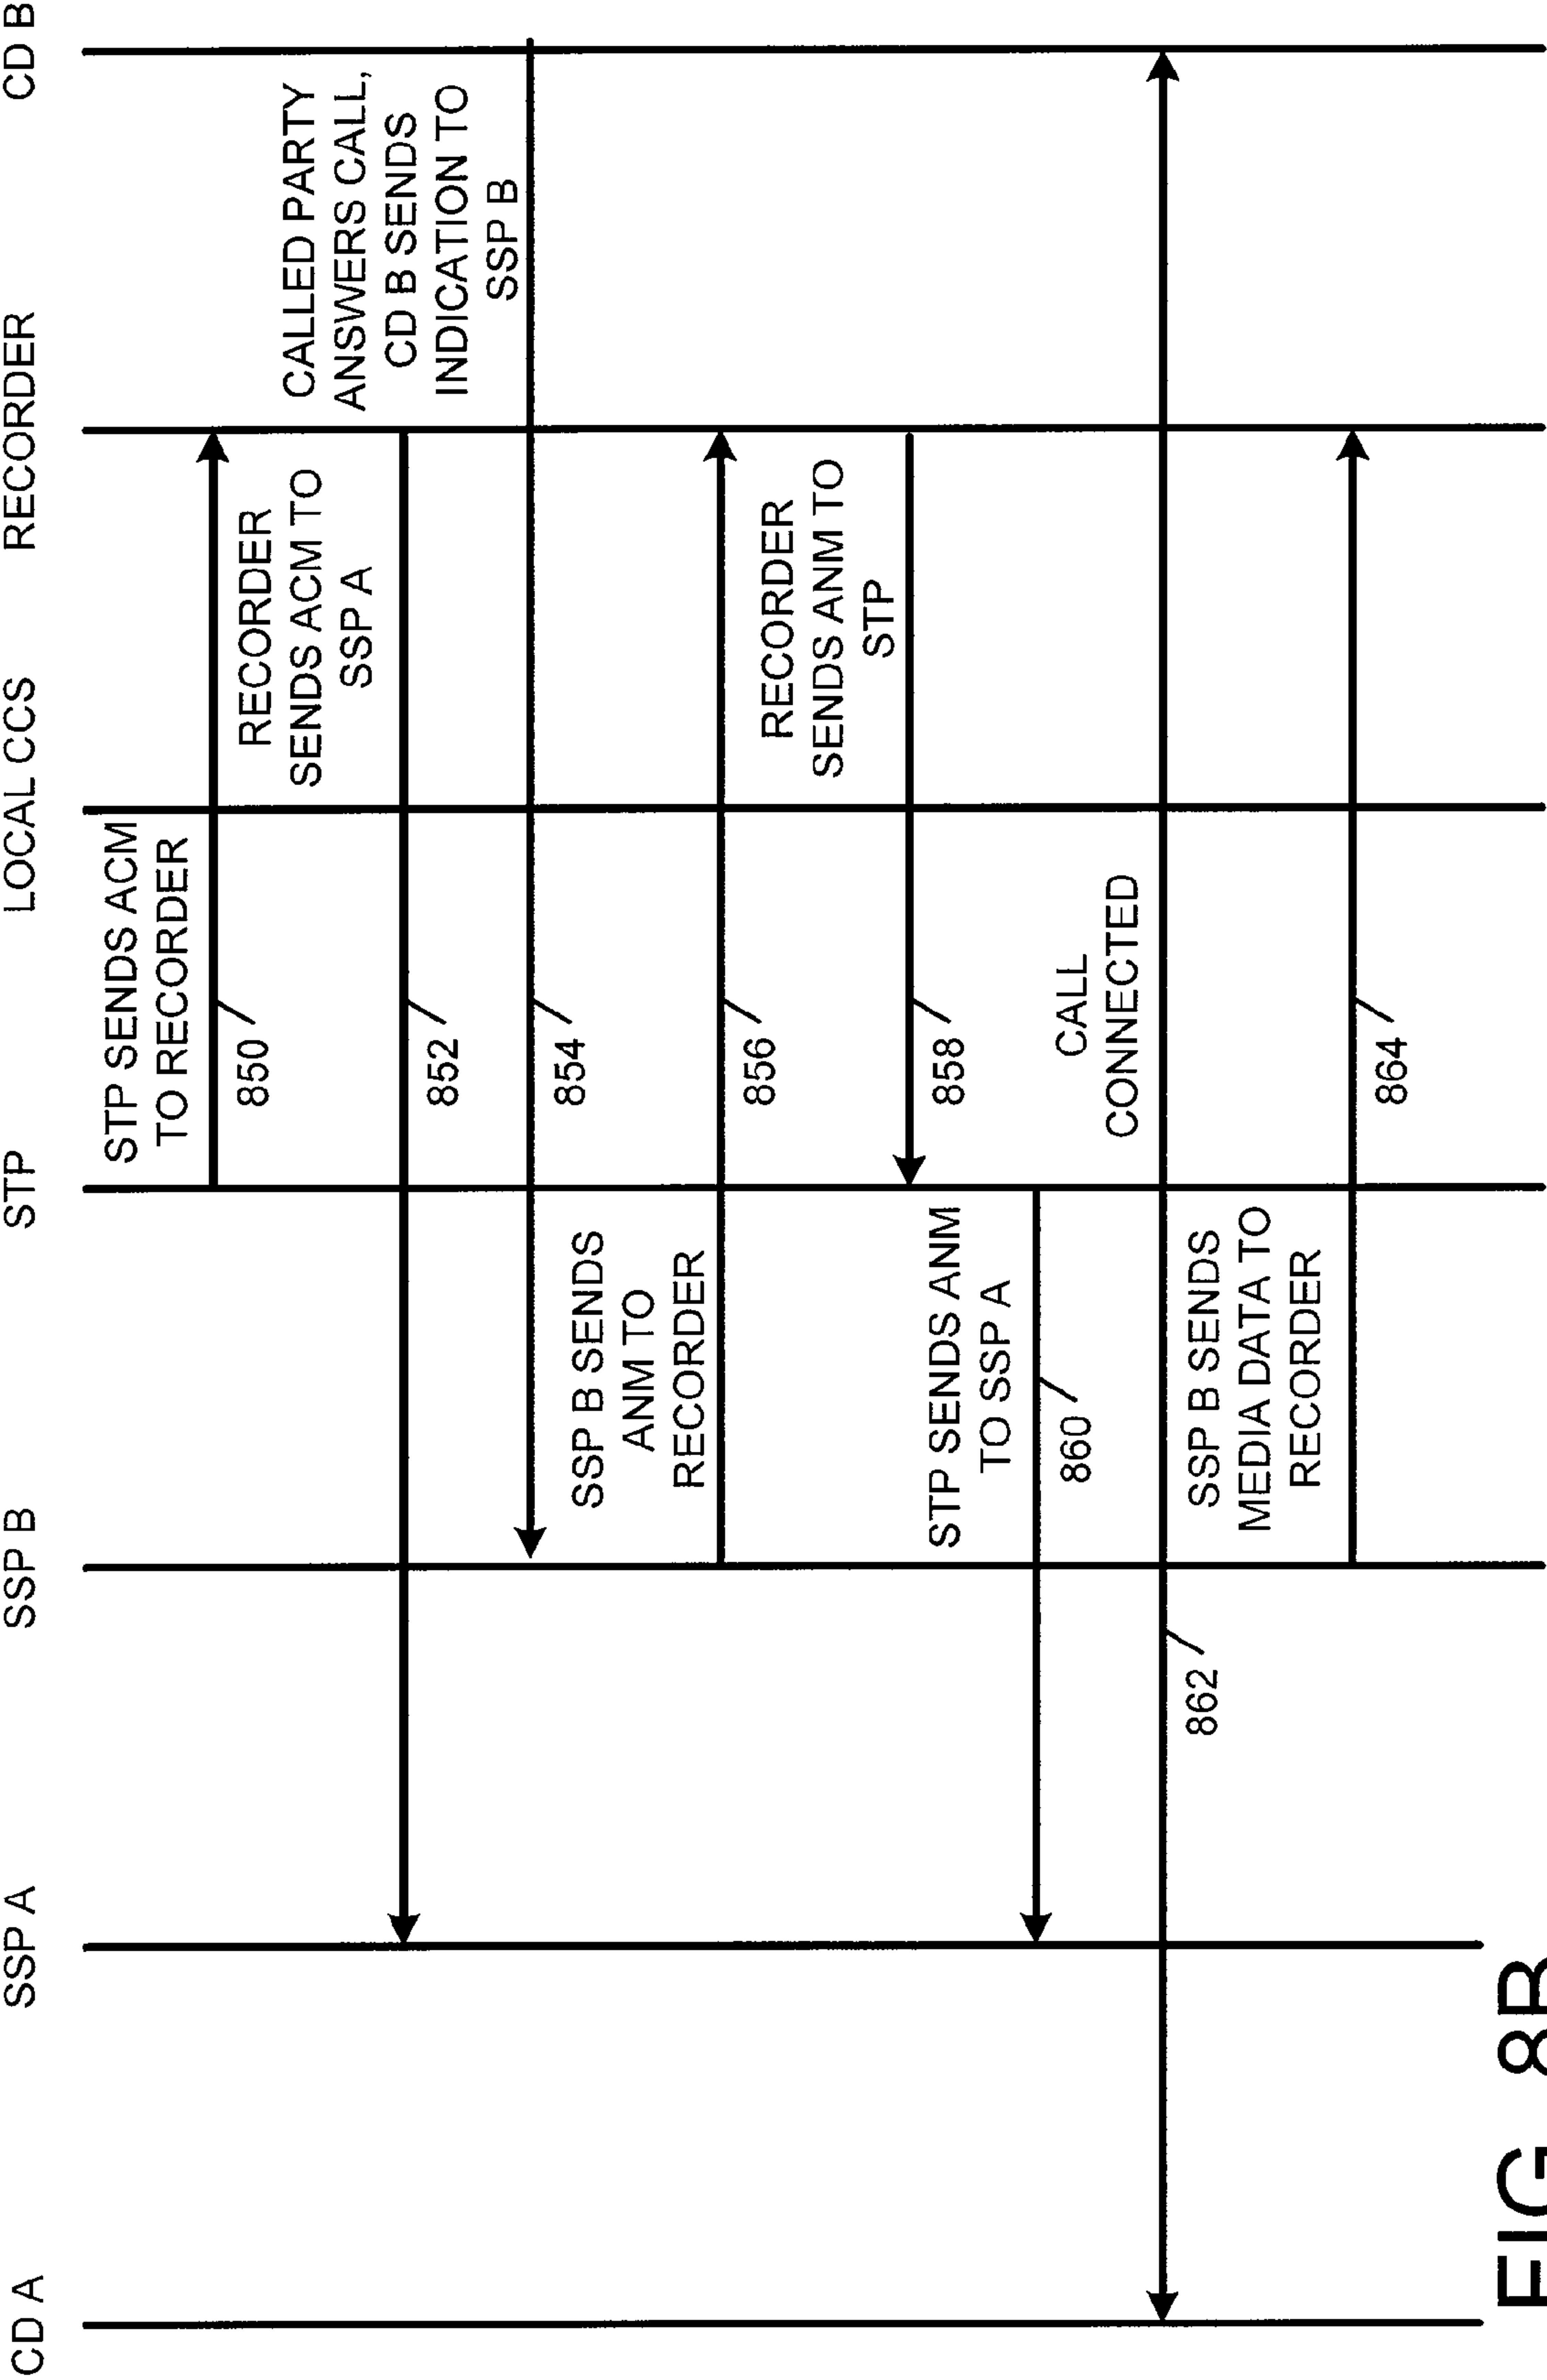 CD A
SSP A
SSP B
STP
LOCAL CCS
RECORDER
CD B
STP SENDS ACM
TO RECORDER
850
RECORDER
SENDS ACM TO
SSP A
852
CALLED PARTY
ANSWERS CALL,
CD B SENDS
INDICATION TO
SSP B
854
SSP B SENDS
ANM TO
RECORDER
856
RECORDER
SENDS ANM TO
STP
858
STP SENDS ANM
TO SSP A
860
CALL
CONNECTED
862
SSP B SENDS
MEDIA DATA TO
RECORDER
864
FIG. 8B